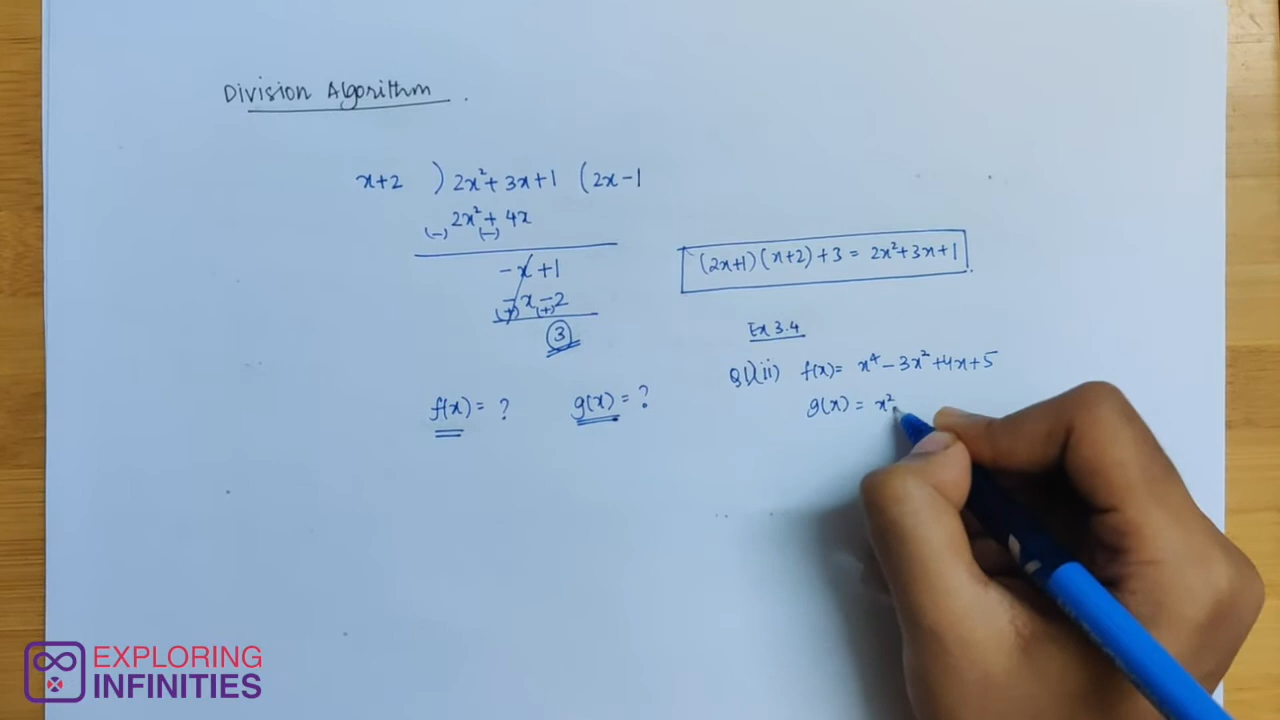 Division Algorithm .
x+2 ) 2x²+ 3x+1 (2x-1
(-) 2x² + 4x
(-)
-x+1
-x-2
(+) (+)
3
(2x+1)(x+2)+3 = 2x²+3x+1
Ex 3.4
Q1)ii) f(x)= x⁴-3x²+4x+5
g(x) = x²
f(x)= ? g(x)= ?
EXPLORING
INFINITIES